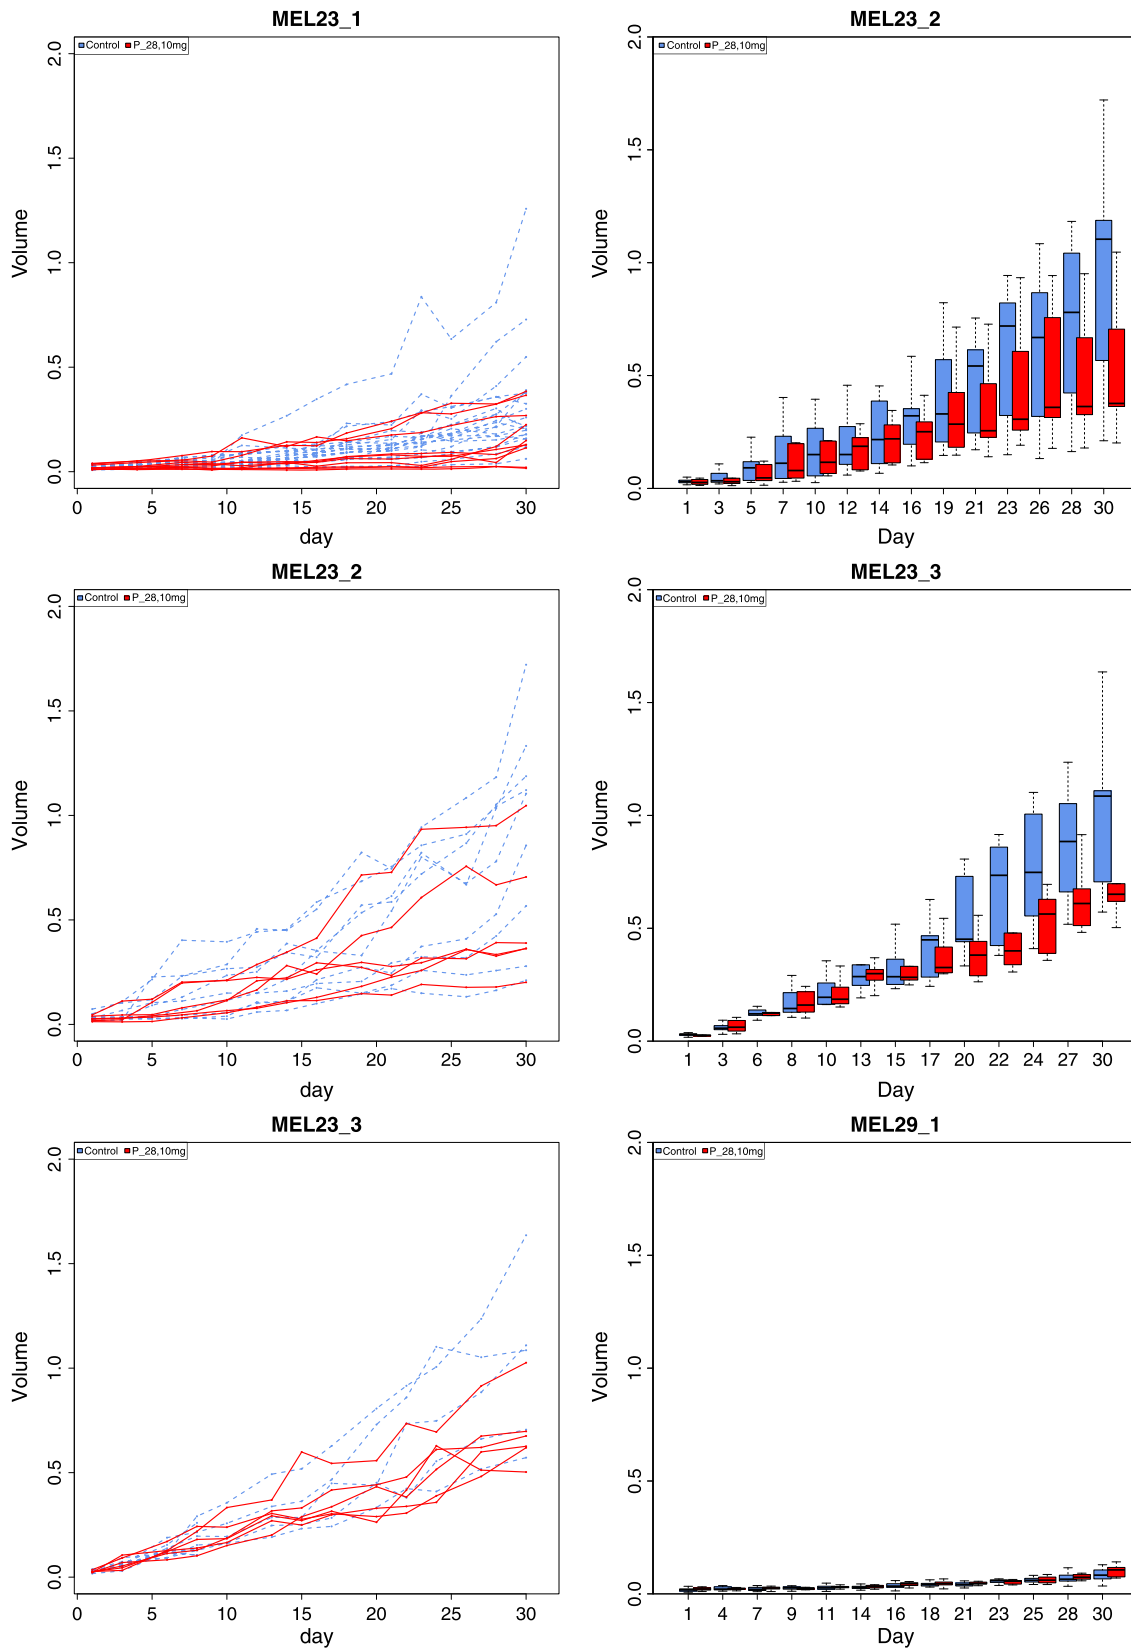 MEL23_1
Control P_28,10mg
2.0
1.5
1.0
0.5
0.0
Volume
0 5 10 15 20 25 30
day
MEL23_2
Control P_28,10mg
2.0
1.5
1.0
0.5
0.0
Volume
1 3 5 7 10 12 14 16 19 21 23 26 28 30
Day
MEL23_2
Control P_28,10mg
2.0
1.5
1.0
0.5
0.0
Volume
0 5 10 15 20 25 30
day
MEL23_3
Control P_28,10mg
2.0
1.5
1.0
0.5
0.0
Volume
1 3 6 8 10 13 15 17 20 22 24 27 30
Day
MEL23_3
Control P_28,10mg
2.0
1.5
1.0
0.5
0.0
Volume
0 5 10 15 20 25 30
day
MEL29_1
Control P_28,10mg
2.0
1.5
1.0
0.5
0.0
Volume
1 4 7 9 11 14 16 18 21 23 25 28 30
Day